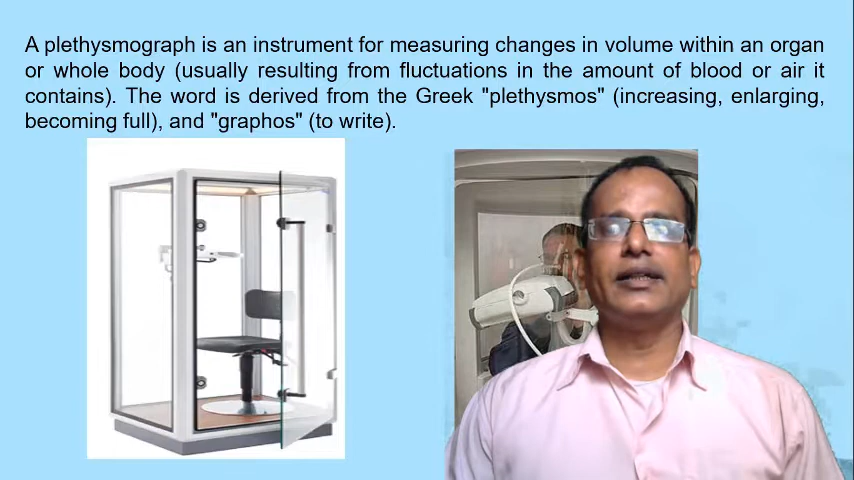 A plethysmograph is an instrument for measuring changes in volume within an organ
or whole body (usually resulting from fluctuations in the amount of blood or air it
contains). The word is derived from the Greek "plethysmos" (increasing, enlarging,
becoming full), and "graphos" (to write).